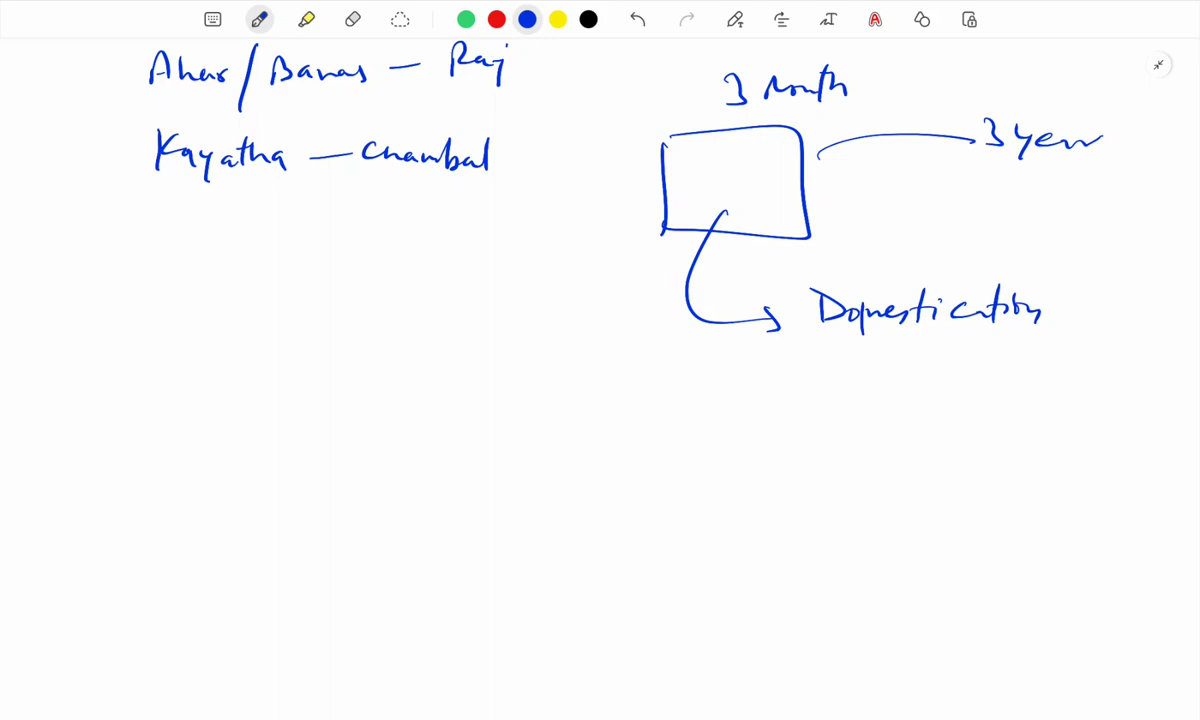 Ahar/Banas — Raj
Kayatha — Chambal
3 Month
3 year
Domestication